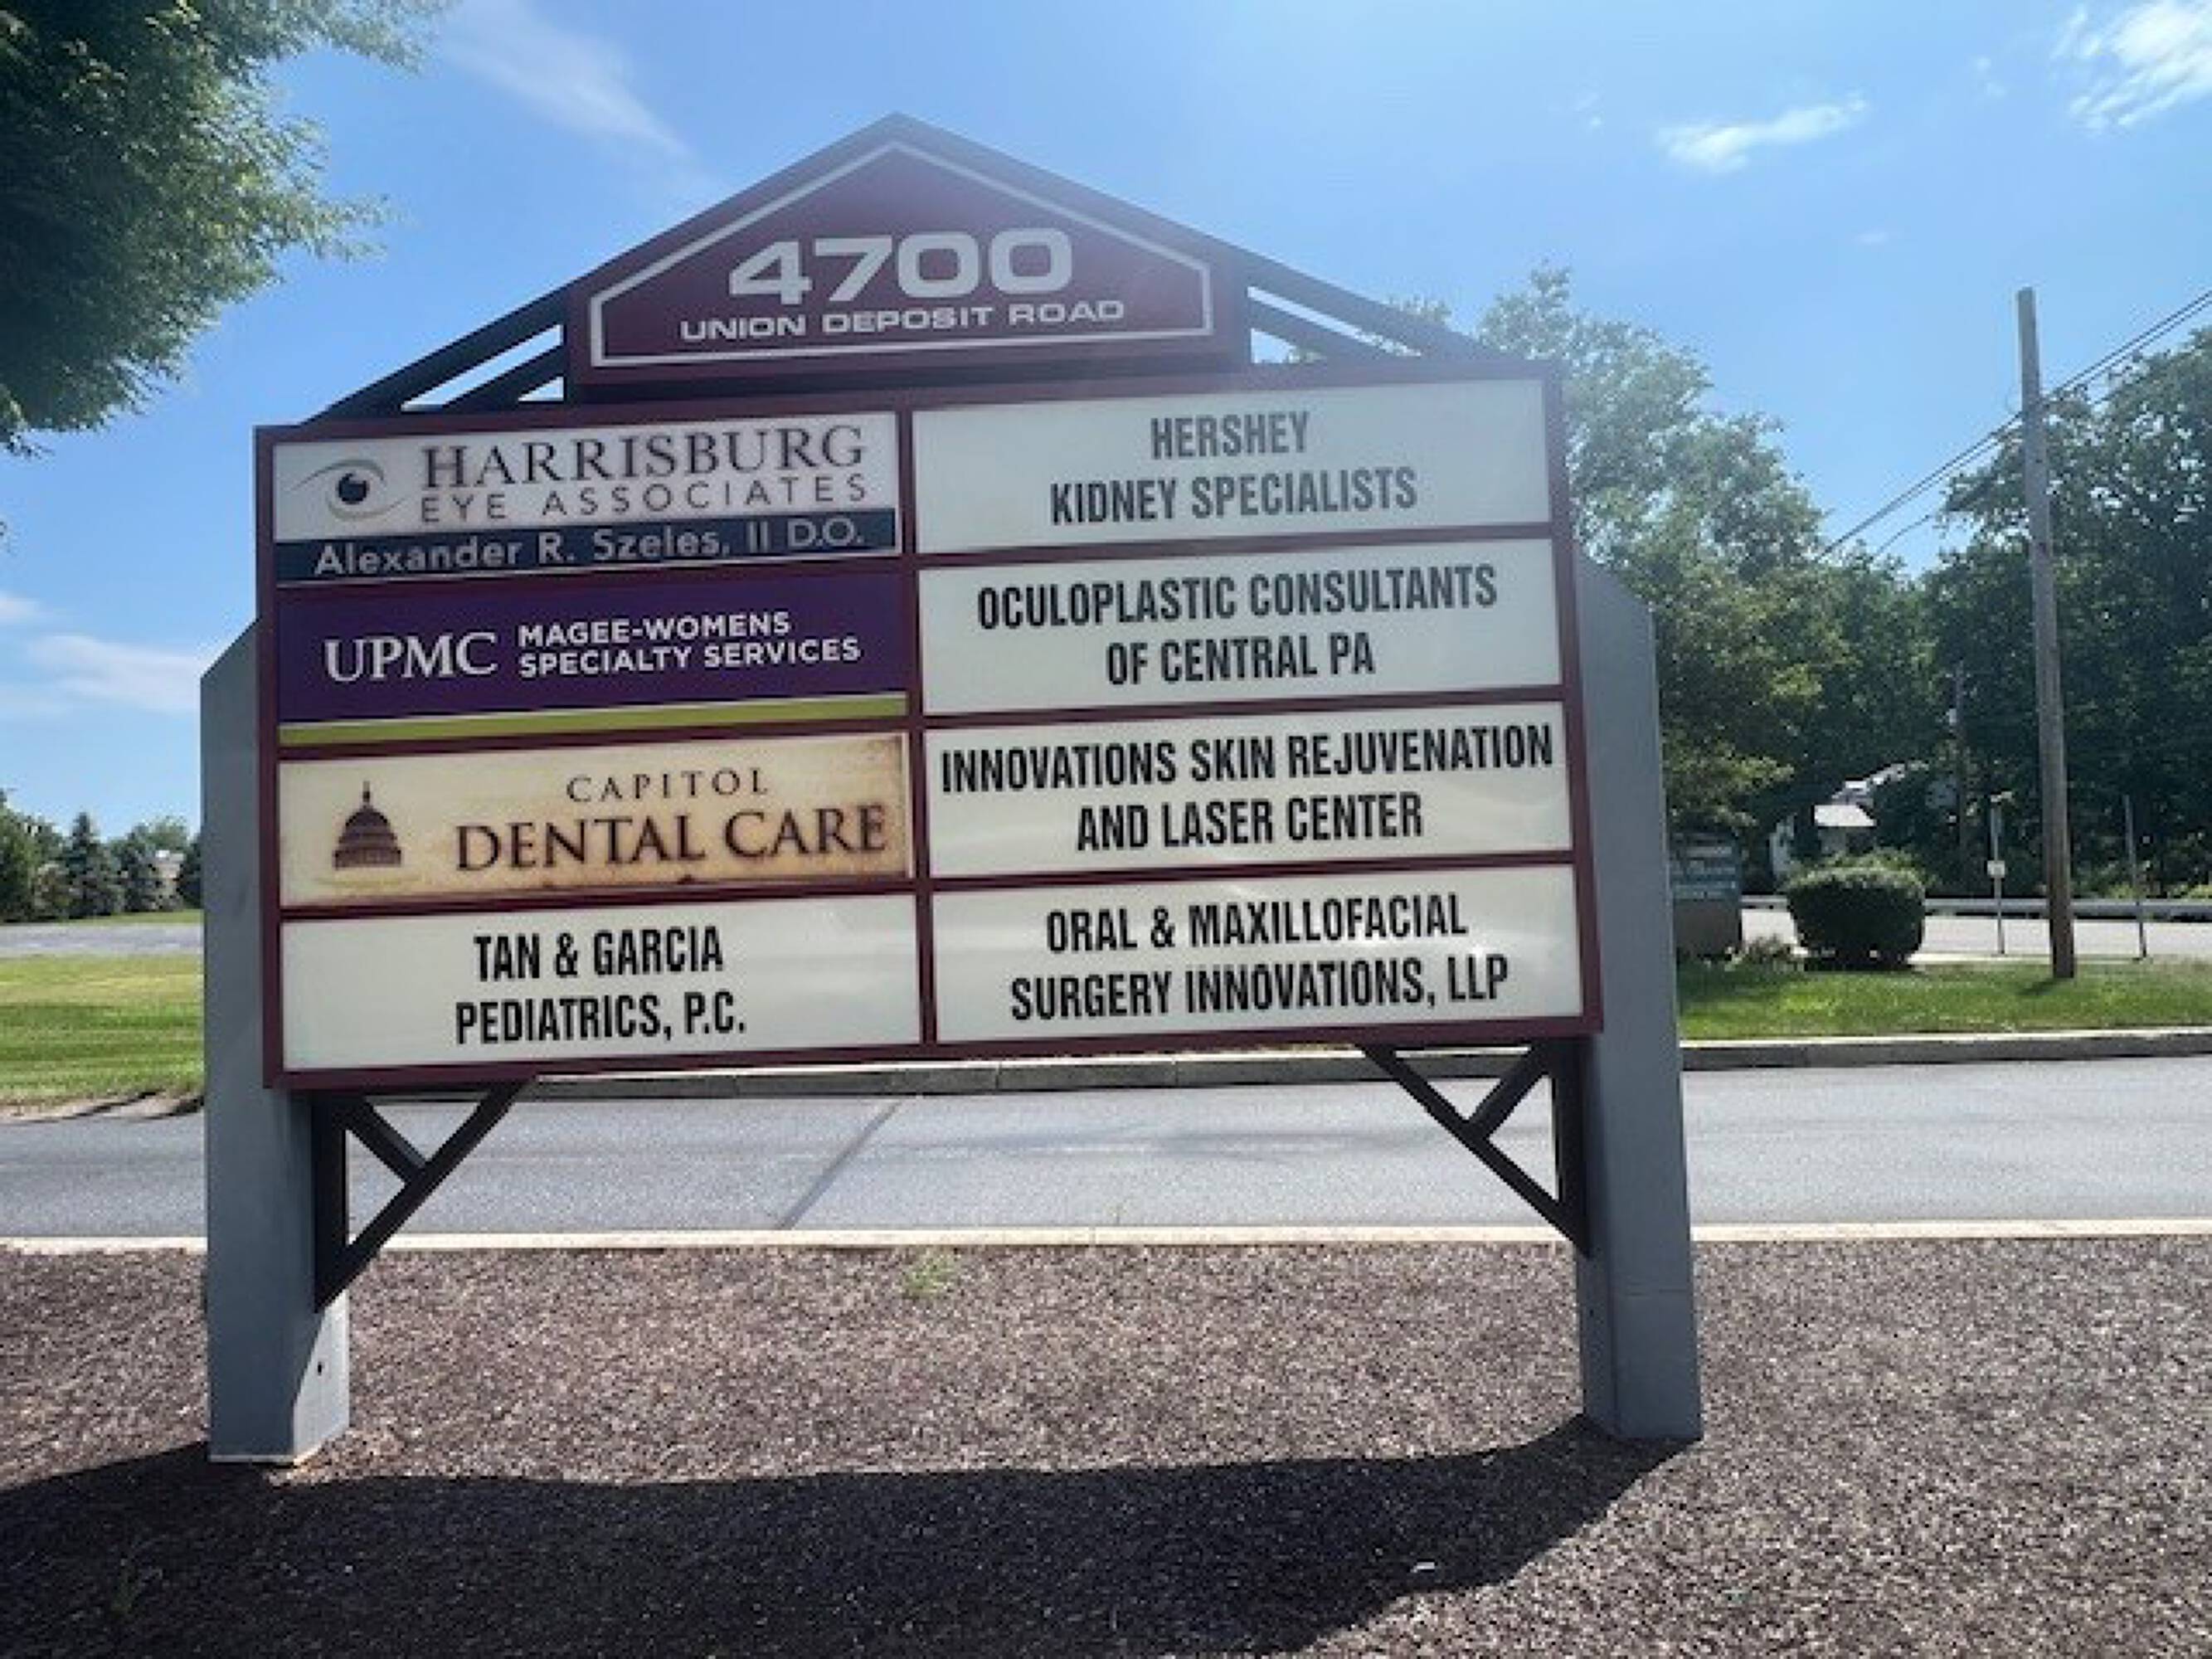 4700
UNION DEPOSIT ROAD
HARRISBURG
EYE ASSOCIATES
Alexander R. Szeles, II D.O.
UPMC MAGEE-WOMENS
SPECIALTY SERVICES
CAPITOL
DENTAL CARE
TAN & GARCIA
PEDIATRICS, P.C.
HERSHEY
KIDNEY SPECIALISTS
OCULOPLASTIC CONSULTANTS
OF CENTRAL PA
INNOVATIONS SKIN REJUVENATION
AND LASER CENTER
ORAL & MAXILLOFACIAL
SURGERY INNOVATIONS, LLP